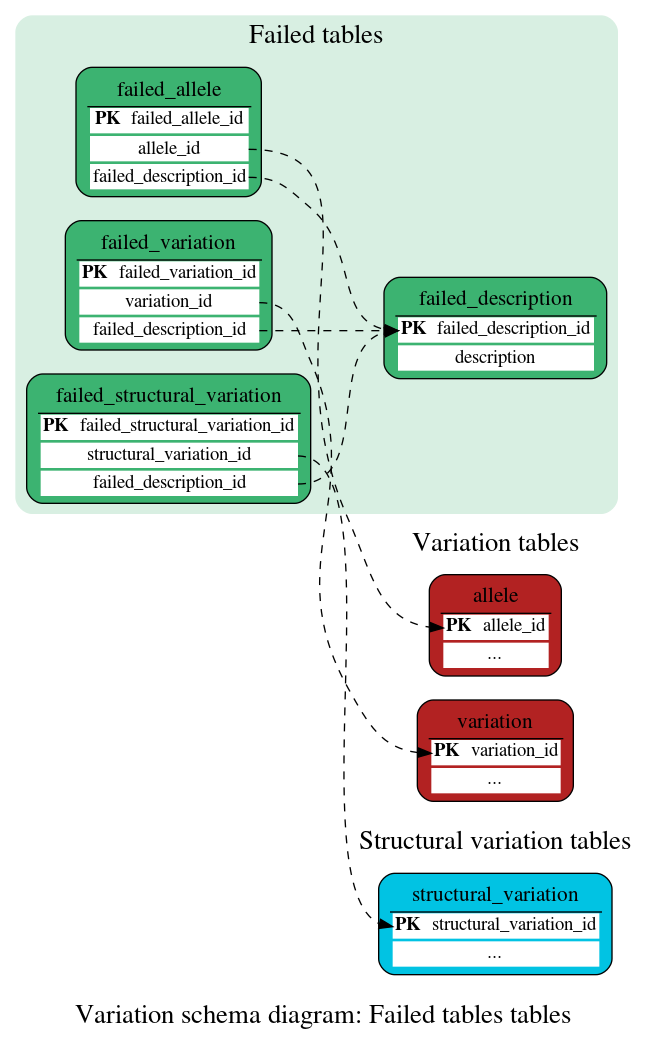 Failed tables
failed_allele
PK failed_allele_id
allele_id
failed_description_id
failed_variation
PK failed_variation_id
variation_id
failed_description_id
failed_description
PK failed_description_id
description
failed_structural_variation
PK failed_structural_variation_id
structural_variation_id
failed_description_id
Variation tables
allele
PK allele_id
...
variation
PK variation_id
...
Structural variation tables
structural_variation
PK structural_variation_id
...
Variation schema diagram: Failed tables tables